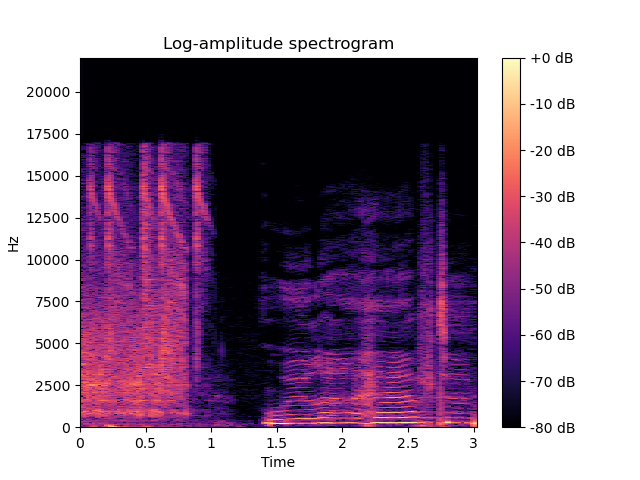 Log-amplitude spectrogram
Hz
20000
17500
15000
12500
10000
7500
5000
2500
0
0 0.5 1 1.5 2 2.5 3
Time
+0 dB
-10 dB
-20 dB
-30 dB
-40 dB
-50 dB
-60 dB
-70 dB
-80 dB